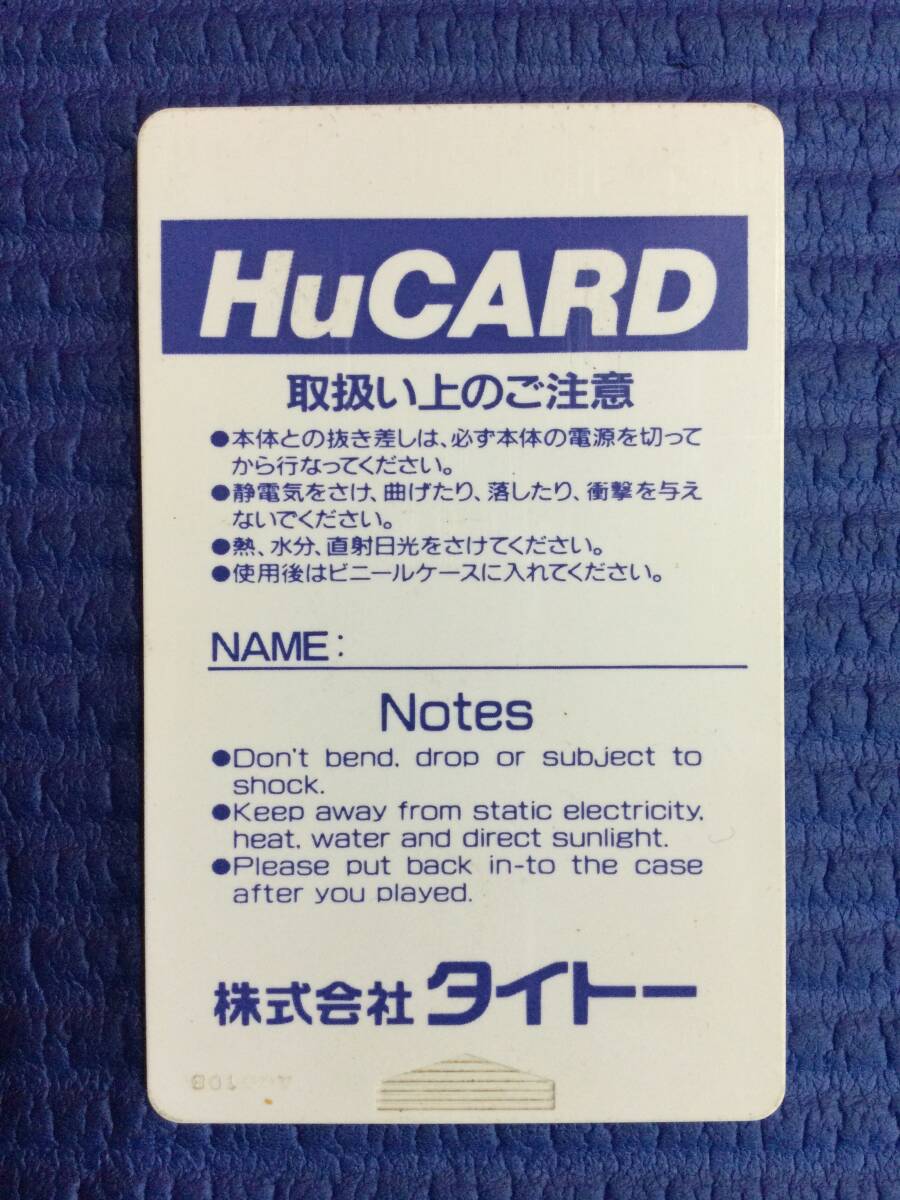 HuCARD
取扱い上のご注意
●本体との抜き差しは、必ず本体の電源を切って
から行なってください。
●静電気をさけ、曲げたり、落したり、衝撃を与え
ないでください。
●熱、水分、直射日光をさけてください。
●使用後はビニールケースに入れてください。
NAME:
Notes
●Don't bend, drop or subject to
shock.
●Keep away from static electricity,
heat, water and direct sunlight.
●Please put back in-to the case
after you played.
株式会社 タイトー